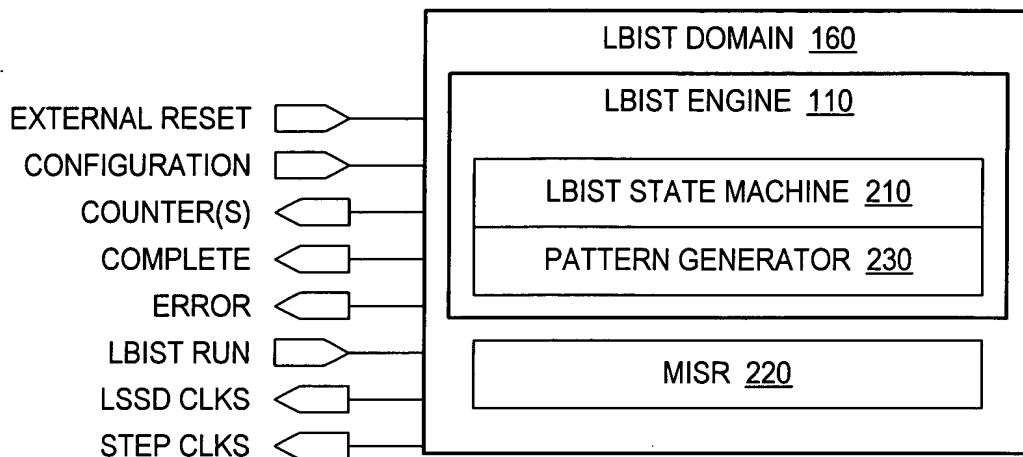 LBIST DOMAIN 160
LBIST ENGINE 110
EXTERNAL RESET
CONFIGURATION
LBIST STATE MACHINE 210
COUNTER(S)
COMPLETE
PATTERN GENERATOR 230
ERROR
LBIST RUN
MISR 220
LSSD CLKS
STEP CLKS